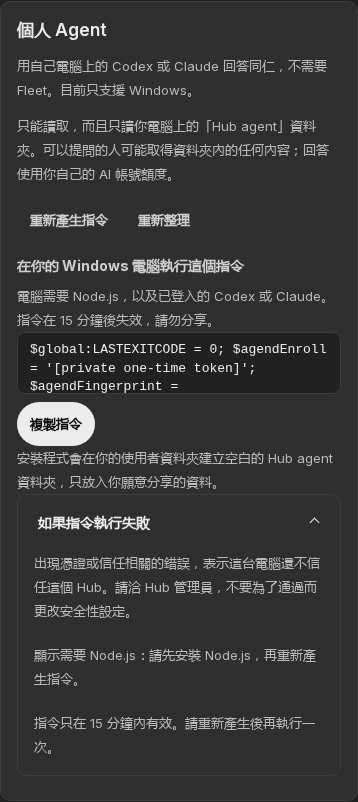 個人 Agent
用自己電腦上的 Codex 或 Claude 回答同仁，不需要
Fleet。目前只支援 Windows。
只能讀取，而且只讀你電腦上的「Hub agent」資料
夾。可以提問的人可能取得資料夾內的任何內容；回答
使用你自己的 AI 帳號額度。
重新產生指令 重新整理
在你的 Windows 電腦執行這個指令
電腦需要 Node.js，以及已登入的 Codex 或 Claude。
指令在 15 分鐘後失效，請勿分享。
$global:LASTEXITCODE = 0; $agendEnroll
= '[private one-time token]';
$agendFingerprint =
複製指令
安裝程式會在你的使用者資料夾建立空白的 Hub agent
資料夾，只放入你願意分享的資料。
如果指令執行失敗
出現憑證或信任相關的錯誤，表示這台電腦還不信
任這個 Hub。請洽 Hub 管理員，不要為了通過而
更改安全性設定。
顯示需要 Node.js：請先安裝 Node.js，再重新產
生指令。
指令只在 15 分鐘內有效。請重新產生後再執行一
次。